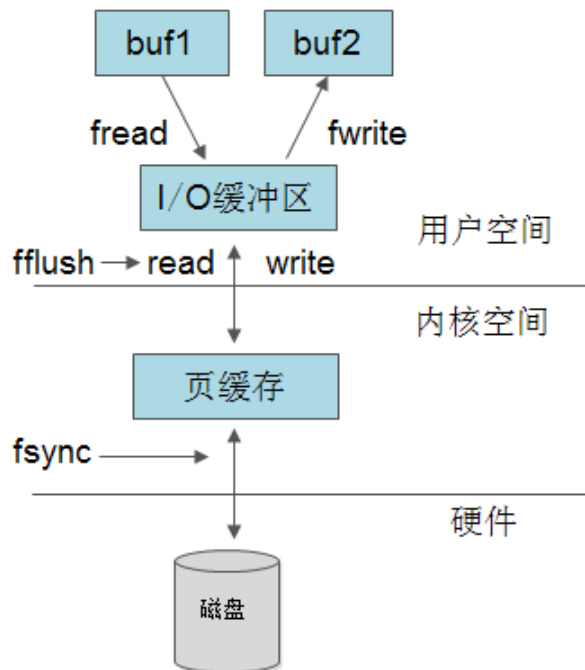 buf1
buf2
fread
fwrite
I/O缓冲区
用户空间
fflush
read
write
内核空间
页缓存
fsync
硬件
磁盘